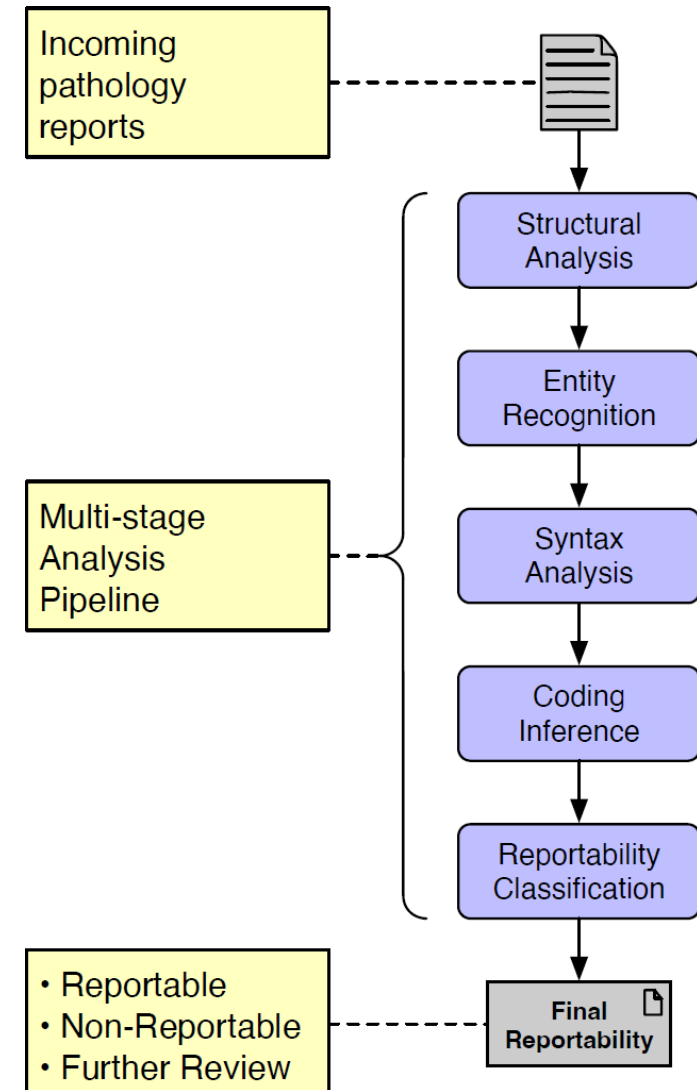 Incoming
pathology
reports
Structural
Analysis
Entity
Recognition
Multi-stage
Analysis
Pipeline
Syntax
Analysis
Coding
Inference
Reportability
Classification
• Reportable
• Non-Reportable
• Further Review
Final
Reportability